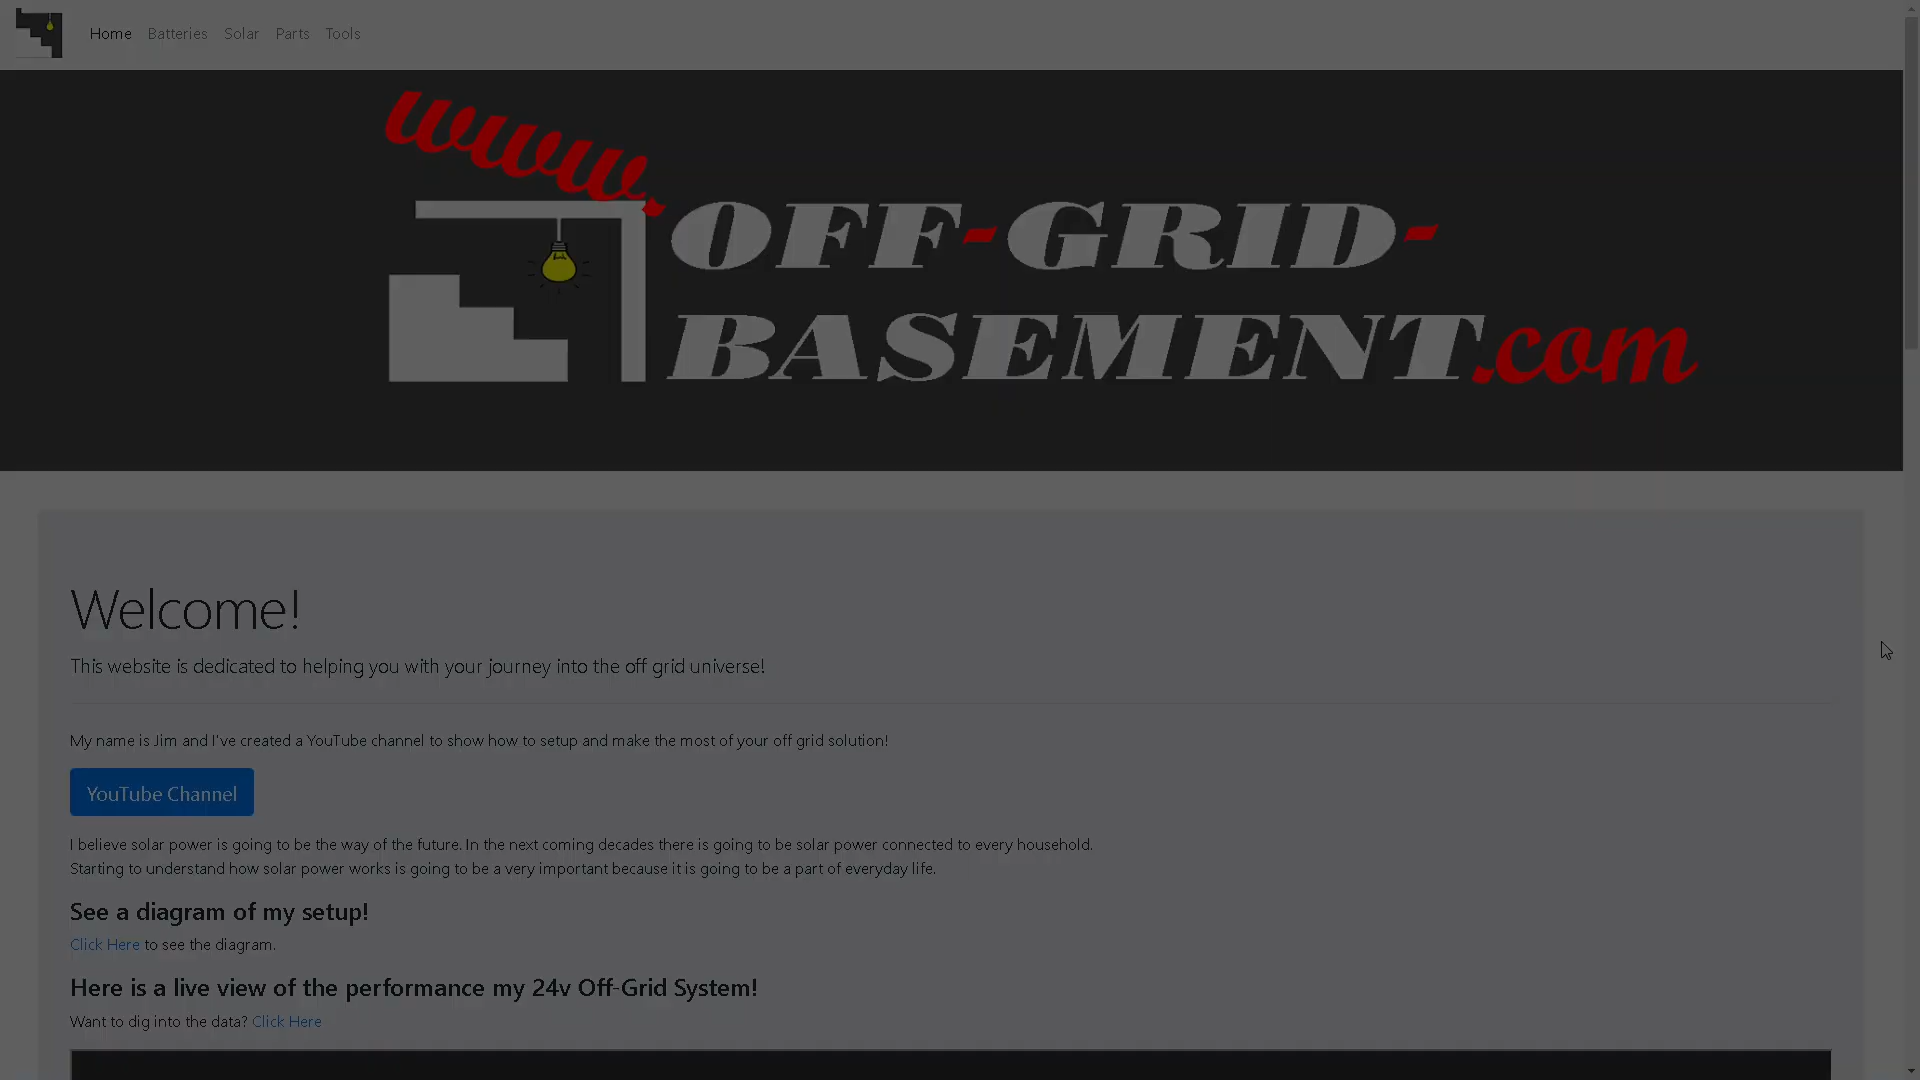 Home Batteries Solar Parts Tools
www.
OFF-GRID-
BASEMENT.com
Welcome!
This website is dedicated to helping you with your journey into the off grid universe!
My name is Jim and I've created a YouTube channel to show how to setup and make the most of your off grid solution!
YouTube Channel
I believe solar power is going to be the way of the future. In the next coming decades there is going to be solar power connected to every household.
Starting to understand how solar power works is going to be a very important because it is going to be a part of everyday life.
See a diagram of my setup!
Click Here to see the diagram.
Here is a live view of the performance my 24v Off-Grid System!
Want to dig into the data? Click Here